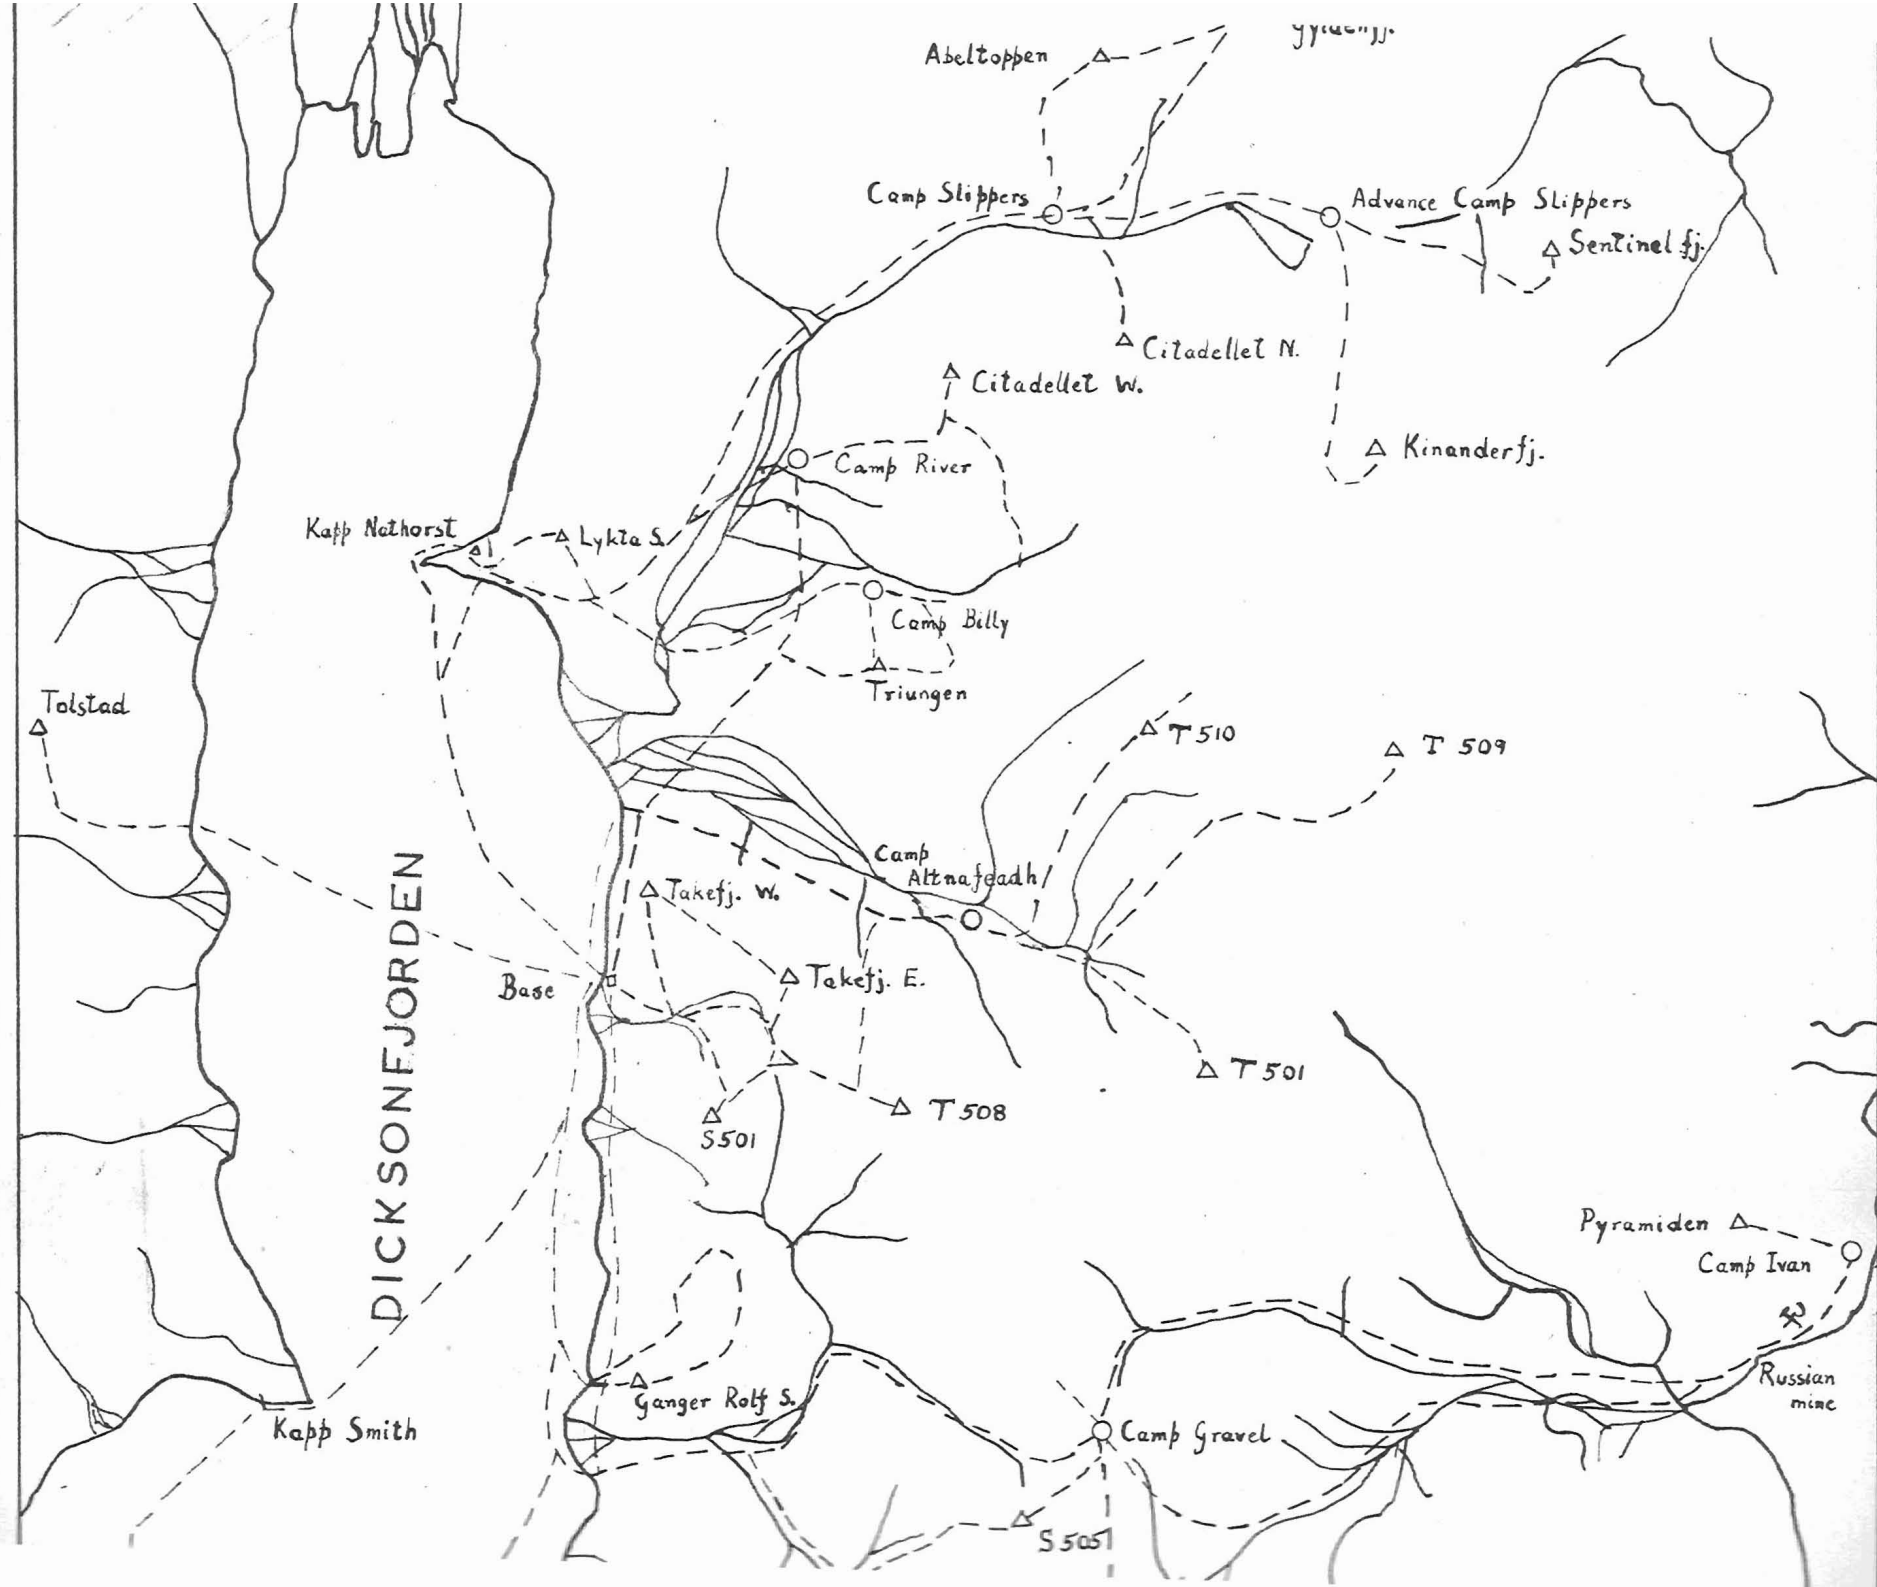 Abeltoppen
Camp Slippers
Advance Camp Slippers
Sentinel fj.
Citadellet N.
Citadellet W.
Kinanderfj.
Camp River
Kapp Nathorst
Lykta S.
Camp Billy
Triungen
Tolstad
T 510
T 509
Camp
Altnafeadh
Takefj. W.
Takefj. E.
Base
DICKSONFJORDEN
T 501
T 508
S 501
Pyramiden
Camp Ivan
Russian
mine
Ganger Rolf S.
Kapp Smith
Camp Gravel
S 505